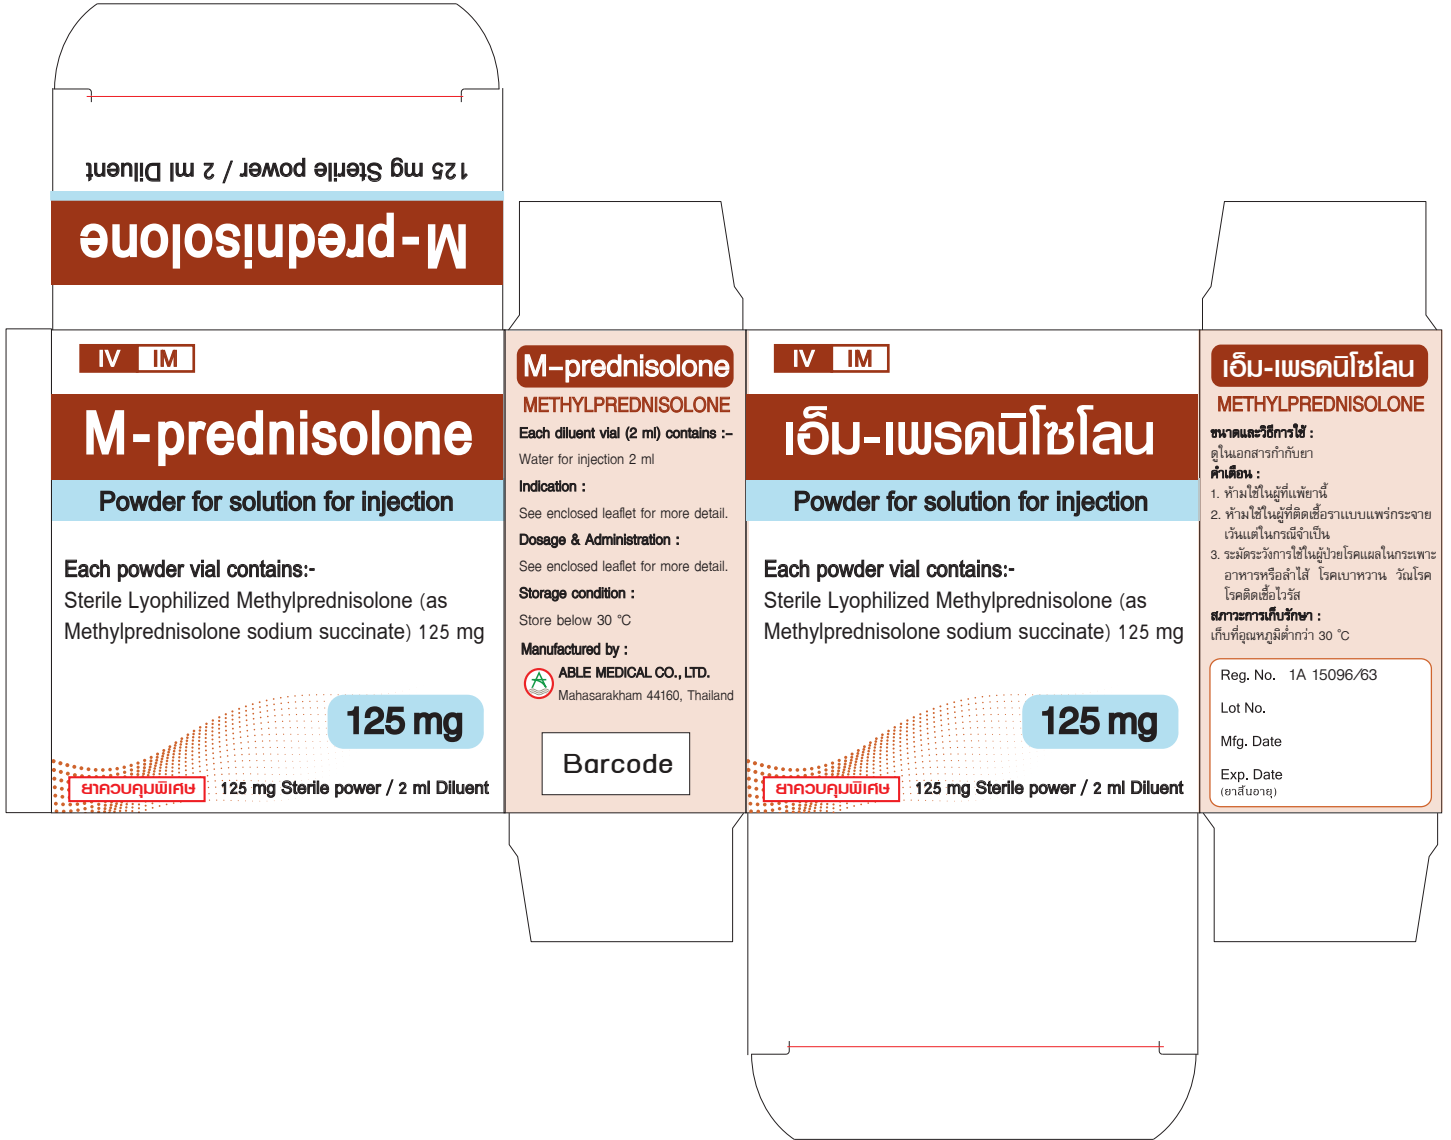 125 mg Sterile power / 2 ml Diluent
M-prednisolone
IV IM
M-prednisolone
Powder for solution for injection
Each powder vial contains:-
Sterile Lyophilized Methylprednisolone (as
Methylprednisolone sodium succinate) 125 mg
125 mg
ยาควบคุมพิเศษ
125 mg Sterile power / 2 ml Diluent
M-prednisolone
METHYLPREDNISOLONE
Each diluent vial (2 ml) contains :-
Water for injection 2 ml
Indication :
See enclosed leaflet for more detail.
Dosage & Administration :
See enclosed leaflet for more detail.
Storage condition :
Store below 30 °C
Manufactured by :
ABLE MEDICAL CO., LTD.
Mahasarakham 44160, Thailand
Barcode
IV IM
เอ็ม-เพรดนิโซโลน
Powder for solution for injection
Each powder vial contains:-
Sterile Lyophilized Methylprednisolone (as
Methylprednisolone sodium succinate) 125 mg
125 mg
ยาควบคุมพิเศษ
125 mg Sterile power / 2 ml Diluent
เอ็ม-เพรดนิโซโลน
METHYLPREDNISOLONE
ขนาดและวิธีการใช้ :
ดูในเอกสารกำกับยา
คำเตือน :
1. ห้ามใช้ในผู้ที่แพ้ยานี้
2. ห้ามใช้ในผู้ที่ติดเชื้อราแบบแพร่กระจาย
เว้นแต่ในกรณีจำเป็น
3. ระมัดระวังการใช้ในผู้ป่วยโรคแผลในกระเพาะ
อาหารหรือลำไส้ โรคเบาหวาน วัณโรค
โรคติดเชื้อไวรัส
สภาวะการเก็บรักษา :
เก็บที่อุณหภูมิต่ำกว่า 30 °C
Reg. No. 1A 15096/63
Lot No.
Mfg. Date
Exp. Date
(ยาสิ้นอายุ)